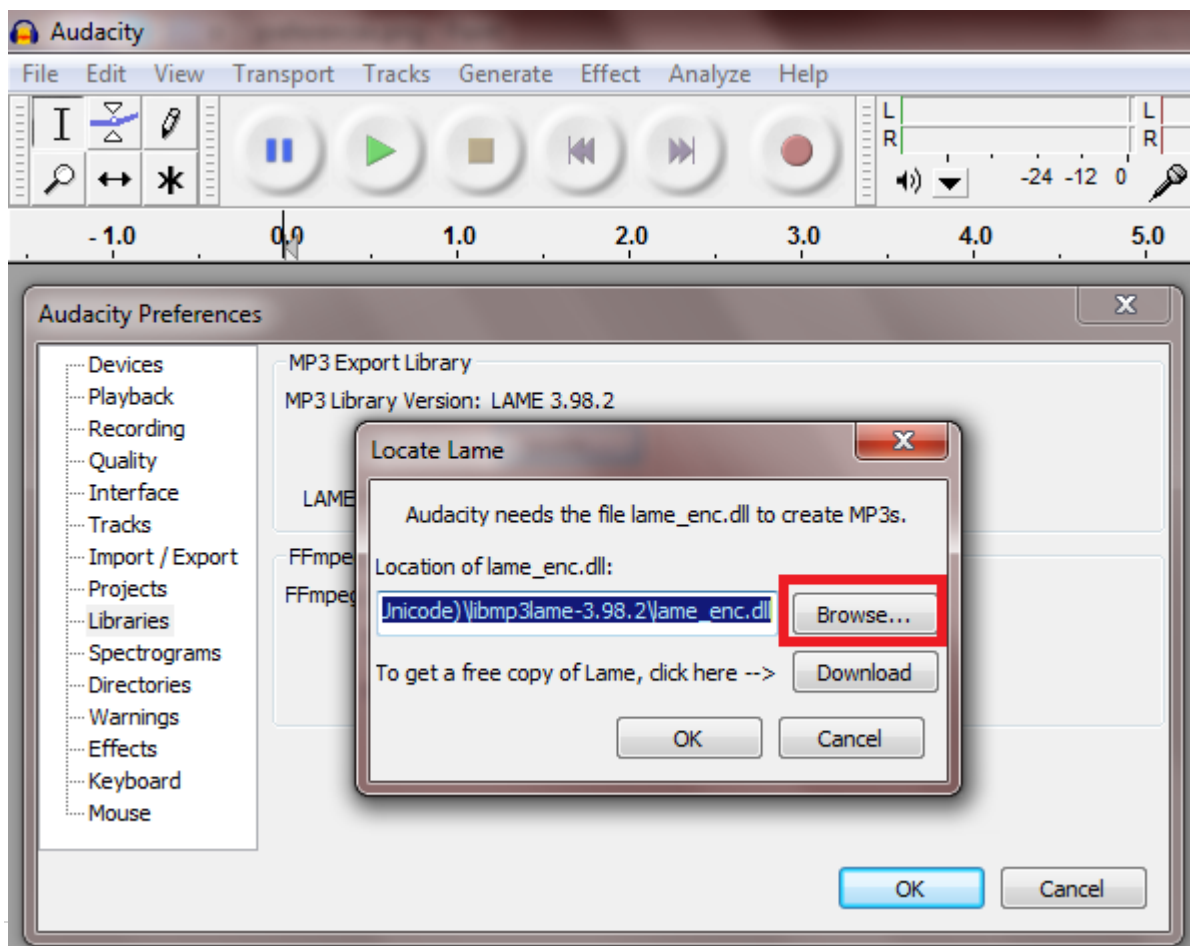 Audacity
File Edit View Transport Tracks Generate Effect Analyze Help
L L
R R
-24 -12 0
- 1.0 0,0 1.0 2.0 3.0 4.0 5.0
Audacity Preferences
Devices
Playback
Recording
Quality
Interface
Tracks
Import / Export
Projects
Libraries
Spectrograms
Directories
Warnings
Effects
Keyboard
Mouse
MP3 Export Library
MP3 Library Version: LAME 3.98.2
LAME
FFmpe
FFmpeg
Locate Lame
Audacity needs the file lame_enc.dll to create MP3s.
Location of lame_enc.dll:
Unicode)\libmp3lame-3.98.2\lame_enc.dll Browse...
To get a free copy of Lame, click here --> Download
OK Cancel
OK Cancel